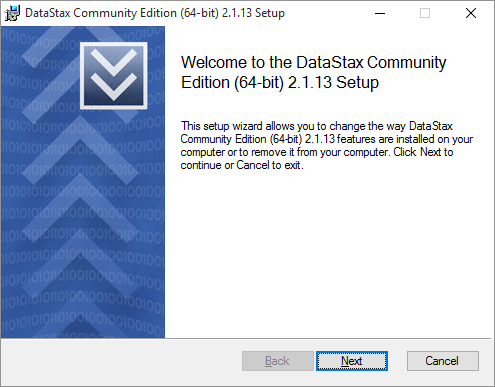 DataStax Community Edition (64-bit) 2.1.13 Setup
Welcome to the DataStax Community
Edition (64-bit) 2.1.13 Setup
This setup wizard allows you to change the way DataStax
Community Edition (64-bit) 2.1.13 features are installed on your
computer or to remove it from your computer. Click Next to
continue or Cancel to exit.
Back Next Cancel